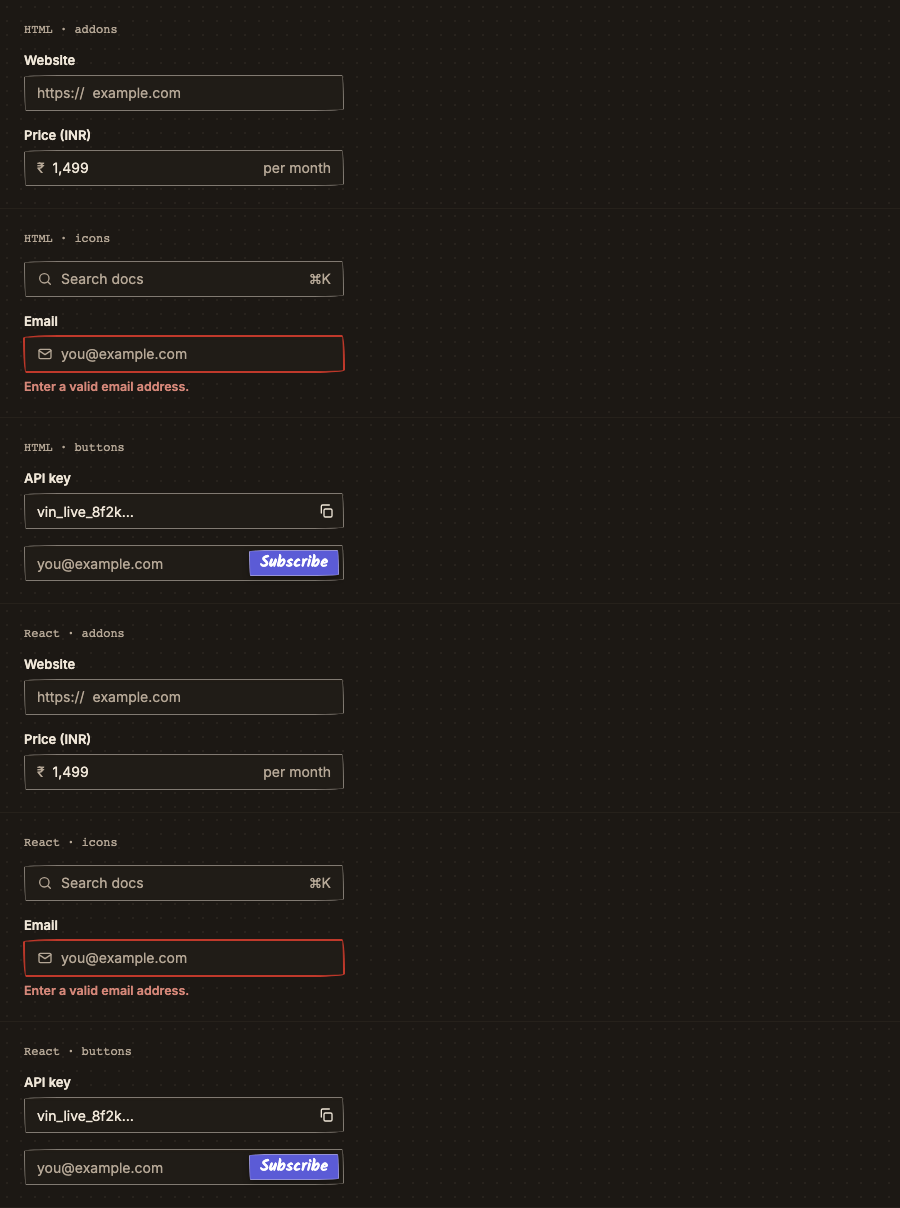 HTML · addons
Website
https:// example.com
Price (INR)
₹ 1,499 per month
HTML · icons
Search docs ⌘K
Email
you@example.com
Enter a valid email address.
HTML · buttons
API key
vin_live_8f2k...
you@example.com Subscribe
React · addons
Website
https:// example.com
Price (INR)
₹ 1,499 per month
React · icons
Search docs ⌘K
Email
you@example.com
Enter a valid email address.
React · buttons
API key
vin_live_8f2k...
you@example.com Subscribe